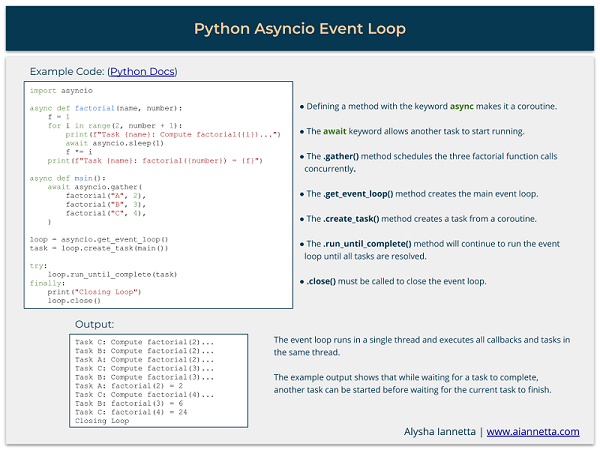 Python Asyncio Event Loop
Example Code: (Python Docs)
import asyncio
async def factorial(name, number):
    f = 1
    for i in range(2, number + 1):
        print(f"Task {name}: Compute factorial({i})...")
        await asyncio.sleep(1)
        f *= i
    print(f"Task {name}: factorial({number}) = {f}")
async def main():
    await asyncio.gather(
        factorial("A", 2),
        factorial("B", 3),
        factorial("C", 4),
    )
loop = asyncio.get_event_loop()
task = loop.create_task(main())
try:
    loop.run_until_complete(task)
finally:
    print("Closing Loop")
    loop.close()
● Defining a method with the keyword async makes it a coroutine.
● The await keyword allows another task to start running.
● The .gather() method schedules the three factorial function calls
concurrently.
● The .get_event_loop() method creates the main event loop.
● The .create_task() method creates a task from a coroutine.
● The .run_until_complete() method will continue to run the event
loop until all tasks are resolved.
● .close() must be called to close the event loop.
Output:
Task C: Compute factorial(2)...
Task B: Compute factorial(2)...
Task A: Compute factorial(2)...
Task C: Compute factorial(3)...
Task B: Compute factorial(3)...
Task A: factorial(2) = 2
Task C: Compute factorial(4)...
Task B: factorial(3) = 6
Task C: factorial(4) = 24
Closing Loop
The event loop runs in a single thread and executes all callbacks and tasks in
the same thread.
The example output shows that while waiting for a task to complete,
another task can be started before waiting for the current task to finish.
Alysha Iannetta | www.aiannetta.com